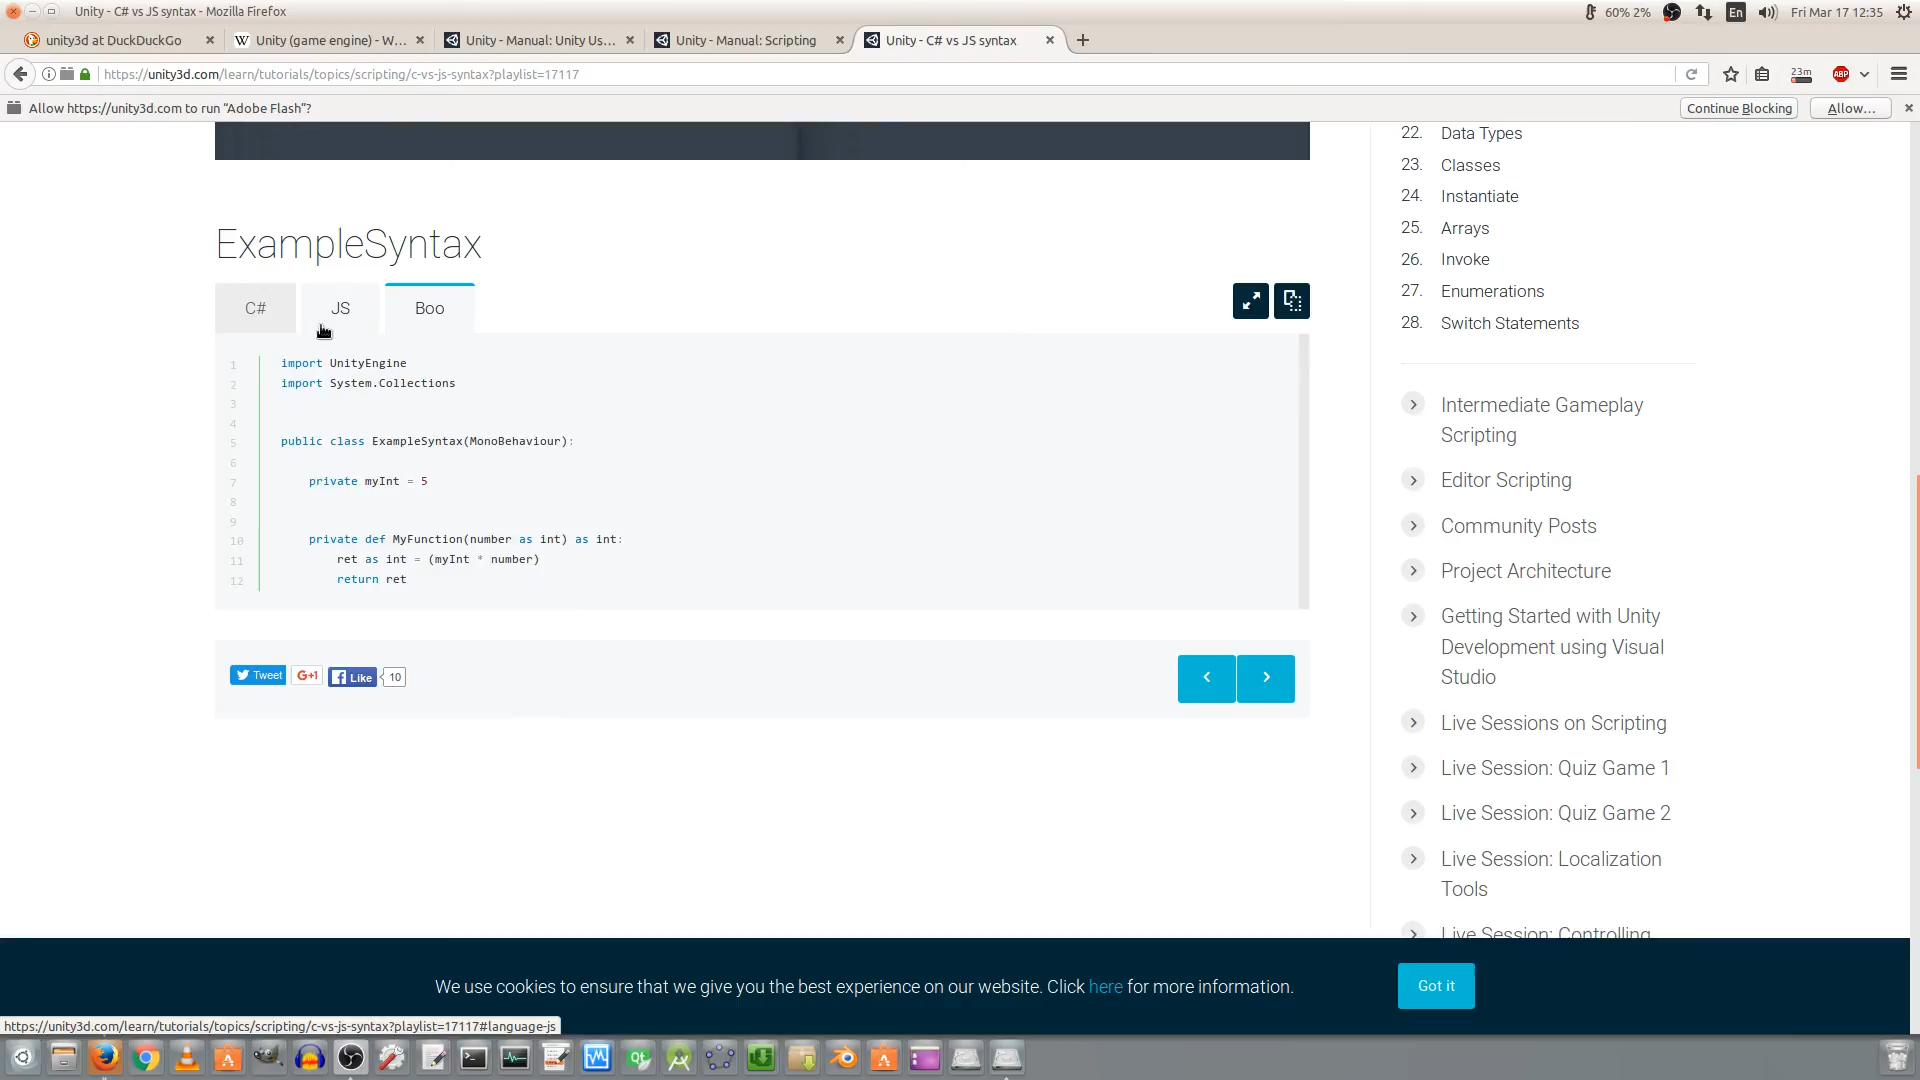 Unity - C# vs JS syntax - Mozilla Firefox
60% 2%
En
Fri Mar 17 12:35
unity3d at DuckDuckGo
W Unity (game engine) - W...
Unity - Manual: Unity Us...
Unity - Manual: Scripting
Unity - C# vs JS syntax
https://unity3d.com/learn/tutorials/topics/scripting/c-vs-js-syntax?playlist=17117
23m
ABP
Allow https://unity3d.com to run “Adobe Flash”?
Continue Blocking
Allow...
ExampleSyntax
C#
JS
Boo
1 import UnityEngine
2 import System.Collections
3
4
5 public class ExampleSyntax(MonoBehaviour):
6
7 private myInt = 5
8
9
10 private def MyFunction(number as int) as int:
11 ret as int = (myInt * number)
12 return ret
Tweet
G+1
Like
10
22. Data Types
23. Classes
24. Instantiate
25. Arrays
26. Invoke
27. Enumerations
28. Switch Statements
Intermediate Gameplay
Scripting
Editor Scripting
Community Posts
Project Architecture
Getting Started with Unity
Development using Visual
Studio
Live Sessions on Scripting
Live Session: Quiz Game 1
Live Session: Quiz Game 2
Live Session: Localization
Tools
Live Session: Controlling
We use cookies to ensure that we give you the best experience on our website. Click here for more information.
Got it
https://unity3d.com/learn/tutorials/topics/scripting/c-vs-js-syntax?playlist=17117#language-js
Qt